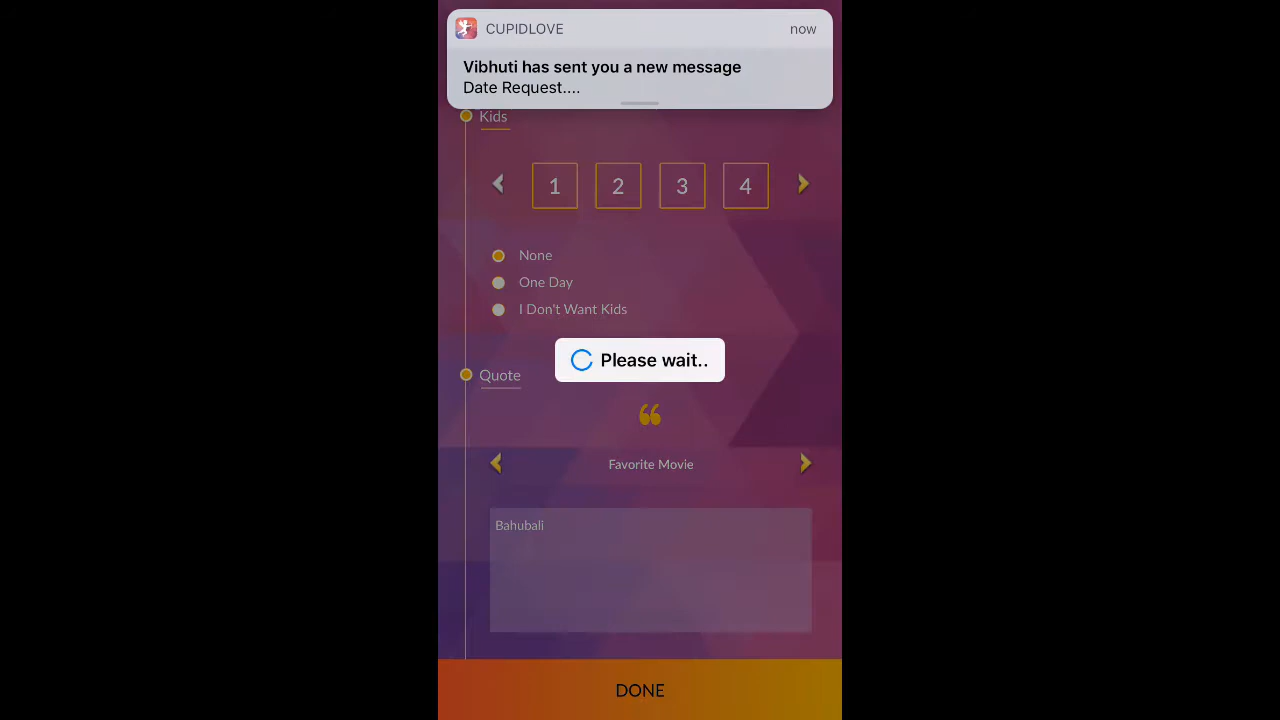 CUPIDLOVE now
Vibhuti has sent you a new message
Date Request....
Kids
1 2 3 4
None
One Day
I Don't Want Kids
Please wait..
Quote
“
Favorite Movie
Bahubali
DONE